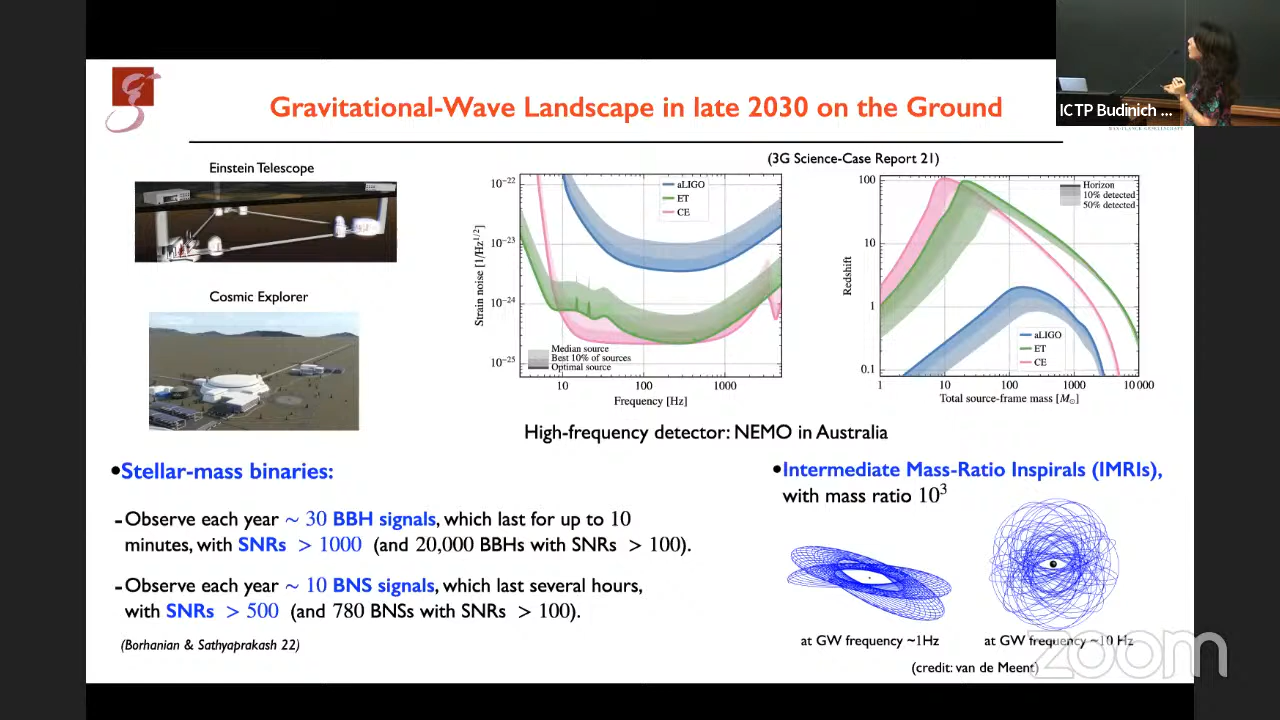 ICTP Budinich ...
Gravitational-Wave Landscape in late 2030 on the Ground
Einstein Telescope
(3G Science-Case Report 21)
Cosmic Explorer
10⁻²²
10⁻²³
10⁻²⁴
10⁻²⁵
Strain noise [1/Hz^{1/2}]
aLIGO
ET
CE
Median source
Best 10% of sources
Optimal source
10
100
1000
Frequency [Hz]
100
10
1
0.1
Redshift
Horizon
10% detected
50% detected
aLIGO
ET
CE
1
10
100
1000
10 000
Total source-frame mass [M⊙]
High-frequency detector: NEMO in Australia
•Stellar-mass binaries:
-Observe each year ~ 30 BBH signals, which last for up to 10
minutes, with SNRs > 1000 (and 20,000 BBHs with SNRs > 100).
-Observe each year ~ 10 BNS signals, which last several hours,
with SNRs > 500 (and 780 BNSs with SNRs > 100).
(Borhanian & Sathyaprakash 22)
•Intermediate Mass-Ratio Inspirals (IMRIs),
with mass ratio 10³
at GW frequency ~1Hz
at GW frequency ~10 Hz
(credit: van de Meent)
zoom